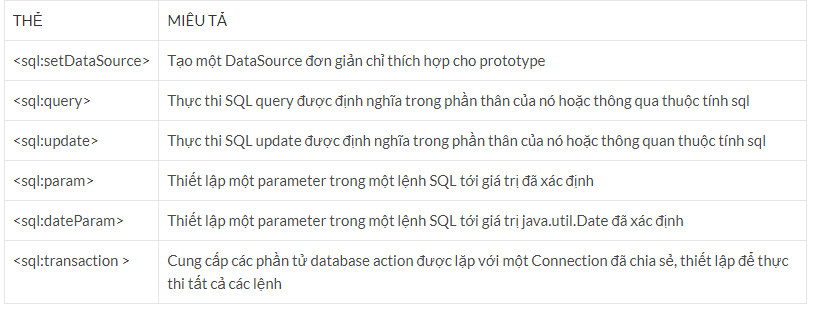 THẺ MIÊU TẢ
<sql:setDataSource> Tạo một DataSource đơn giản chỉ thích hợp cho prototype
<sql:query> Thực thi SQL query được định nghĩa trong phần thân của nó hoặc thông qua thuộc tính sql
<sql:update> Thực thi SQL update được định nghĩa trong phần thân của nó hoặc thông quan thuộc tính sql
<sql:param> Thiết lập một parameter trong một lệnh SQL tới giá trị đã xác định
<sql:dateParam> Thiết lập một parameter trong một lệnh SQL tới giá trị java.util.Date đã xác định
<sql:transaction > Cung cấp các phần tử database action được lặp với một Connection đã chia sẻ, thiết lập để thực
thi tất cả các lệnh